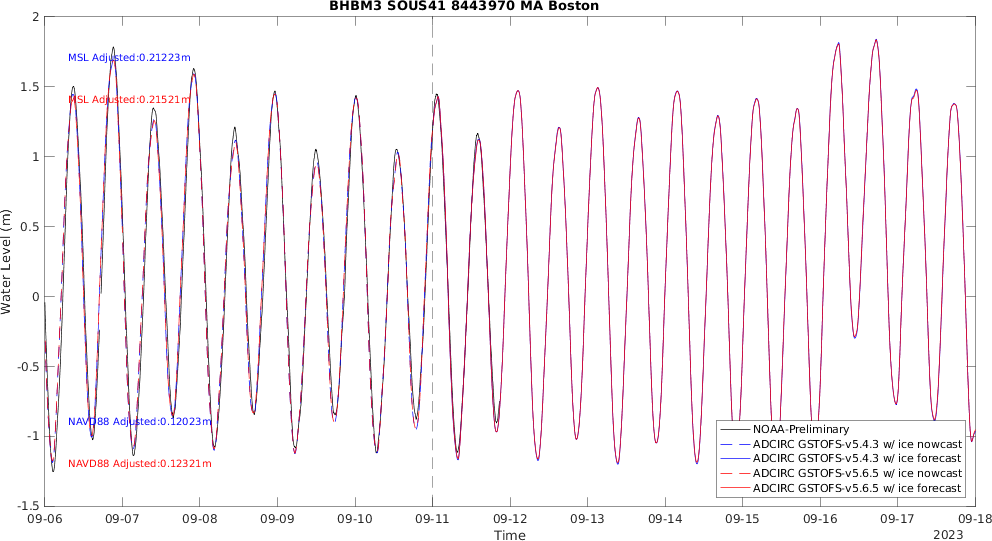 BHBM3 SOUS41 8443970 MA Boston
MSL Adjusted:0.21223m
MSL Adjusted:0.21521m
NAVD88 Adjusted:0.12023m
NAVD88 Adjusted:0.12321m
Water Level (m)
2
1.5
1
0.5
0
-0.5
-1
-1.5
NOAA-Preliminary
ADCIRC GSTOFS-v5.4.3 w/ ice nowcast
ADCIRC GSTOFS-v5.4.3 w/ ice forecast
ADCIRC GSTOFS-v5.6.5 w/ ice nowcast
ADCIRC GSTOFS-v5.6.5 w/ ice forecast
09-06 09-07 09-08 09-09 09-10 09-11 09-12 09-13 09-14 09-15 09-16 09-17 09-18
Time
2023